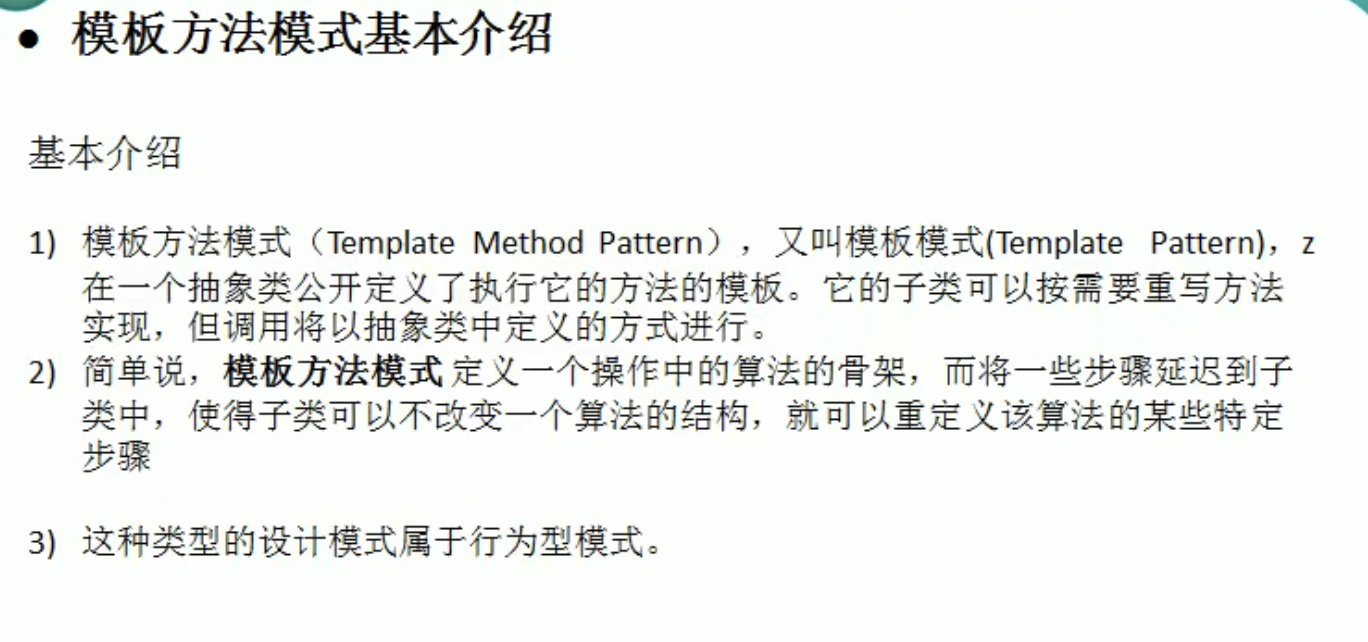 ● 模板方法模式基本介绍
基本介绍
1) 模板方法模式（Template Method Pattern），又叫模板模式(Template Pattern)，z
在一个抽象类公开定义了执行它的方法的模板。它的子类可以按需要重写方法
实现，但调用将以抽象类中定义的方式进行。
2) 简单说，模板方法模式 定义一个操作中的算法的骨架，而将一些步骤延迟到子
类中，使得子类可以不改变一个算法的结构，就可以重定义该算法的某些特定
步骤
3) 这种类型的设计模式属于行为型模式。